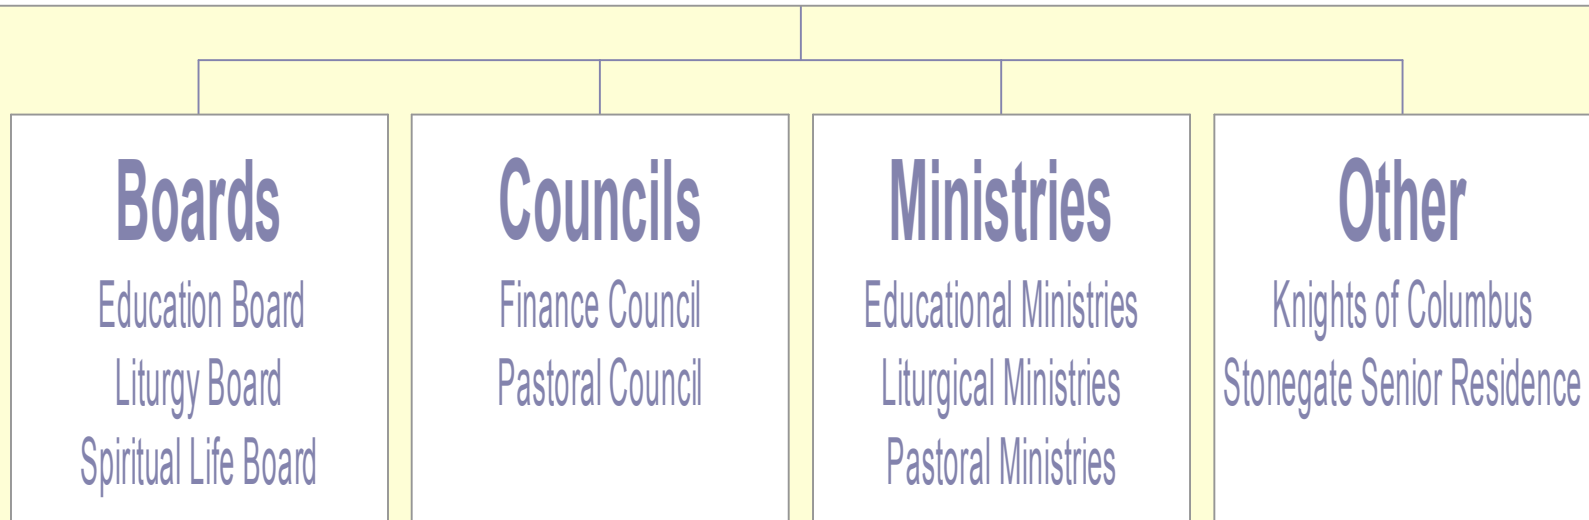 Boards
Education Board
Liturgy Board
Spiritual Life Board
Councils
Finance Council
Pastoral Council
Ministries
Educational Ministries
Liturgical Ministries
Pastoral Ministries
Other
Knights of Columbus
Stonegate Senior Residence